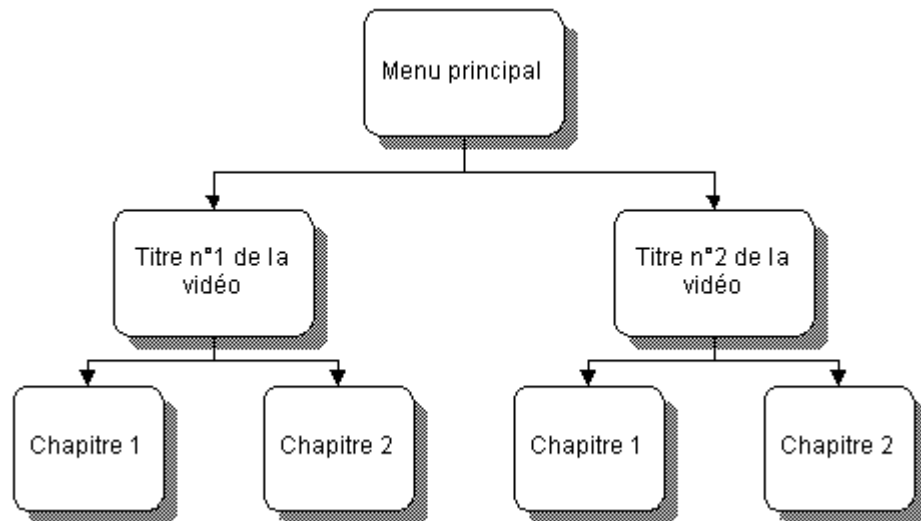 Menu principal
Titre n°1 de la
vidéo
Titre n°2 de la
vidéo
Chapitre 1
Chapitre 2
Chapitre 1
Chapitre 2